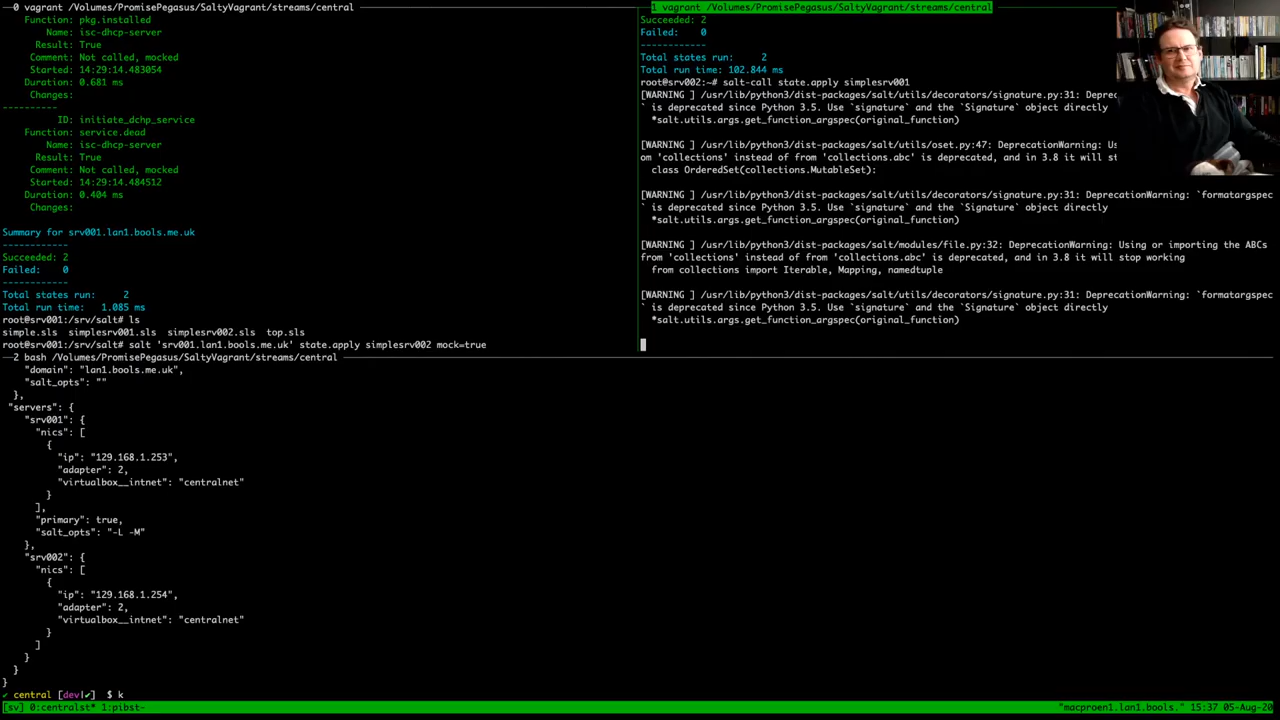 0 vagrant /Volumes/PromisePegasus/SaltyVagrant/streams/central
Function: pkg.installed
Name: isc-dhcp-server
Result: True
Comment: Not called, mocked
Started: 14:29:14.483054
Duration: 0.681 ms
Changes:
----------
ID: initiate_dchp_service
Function: service.dead
Name: isc-dhcp-server
Result: True
Comment: Not called, mocked
Started: 14:29:14.484512
Duration: 0.404 ms
Changes:
Summary for srv001.lan1.bools.me.uk
------------
Succeeded: 2
Failed:    0
------------
Total states run:     2
Total run time:   1.085 ms
root@srv001:/srv/salt# ls
simple.sls  simplesrv001.sls  simplesrv002.sls  top.sls
root@srv001:/srv/salt# salt 'srv001.lan1.bools.me.uk' state.apply simplesrv002 mock=true
1 vagrant /Volumes/PromisePegasus/SaltyVagrant/streams/central
Succeeded: 2
Failed:    0
------------
Total states run:     2
Total run time: 102.844 ms
root@srv002:~# salt-call state.apply simplesrv001
[WARNING ] /usr/lib/python3/dist-packages/salt/utils/decorators/signature.py:31: Deprec
` is deprecated since Python 3.5. Use `signature` and the `Signature` object directly
*salt.utils.args.get_function_argspec(original_function)
[WARNING ] /usr/lib/python3/dist-packages/salt/utils/oset.py:47: DeprecationWarning: Us
om 'collections' instead of from 'collections.abc' is deprecated, and in 3.8 it will st
class OrderedSet(collections.MutableSet):
[WARNING ] /usr/lib/python3/dist-packages/salt/utils/decorators/signature.py:31: DeprecationWarning: `formatargspec
` is deprecated since Python 3.5. Use `signature` and the `Signature` object directly
*salt.utils.args.get_function_argspec(original_function)
[WARNING ] /usr/lib/python3/dist-packages/salt/modules/file.py:32: DeprecationWarning: Using or importing the ABCs
from 'collections' instead of from 'collections.abc' is deprecated, and in 3.8 it will stop working
from collections import Iterable, Mapping, namedtuple
[WARNING ] /usr/lib/python3/dist-packages/salt/utils/decorators/signature.py:31: DeprecationWarning: `formatargspec
` is deprecated since Python 3.5. Use `signature` and the `Signature` object directly
*salt.utils.args.get_function_argspec(original_function)
2 bash /Volumes/PromisePegasus/SaltyVagrant/streams/central
"domain": "lan1.bools.me.uk",
"salt_opts": ""
},
"servers": {
"srv001": {
"nics": [
{
"ip": "129.168.1.253",
"adapter": 2,
"virtualbox__intnet": "centralnet"
}
],
"primary": true,
"salt_opts": "-L -M"
},
"srv002": {
"nics": [
{
"ip": "129.168.1.254",
"adapter": 2,
"virtualbox__intnet": "centralnet"
}
]
}
}
}
✔ central [dev|✔] $ k
[sv] 0:centralst* 1:pibst- "macproen1.lan1.bools." 15:37 05-Aug-20